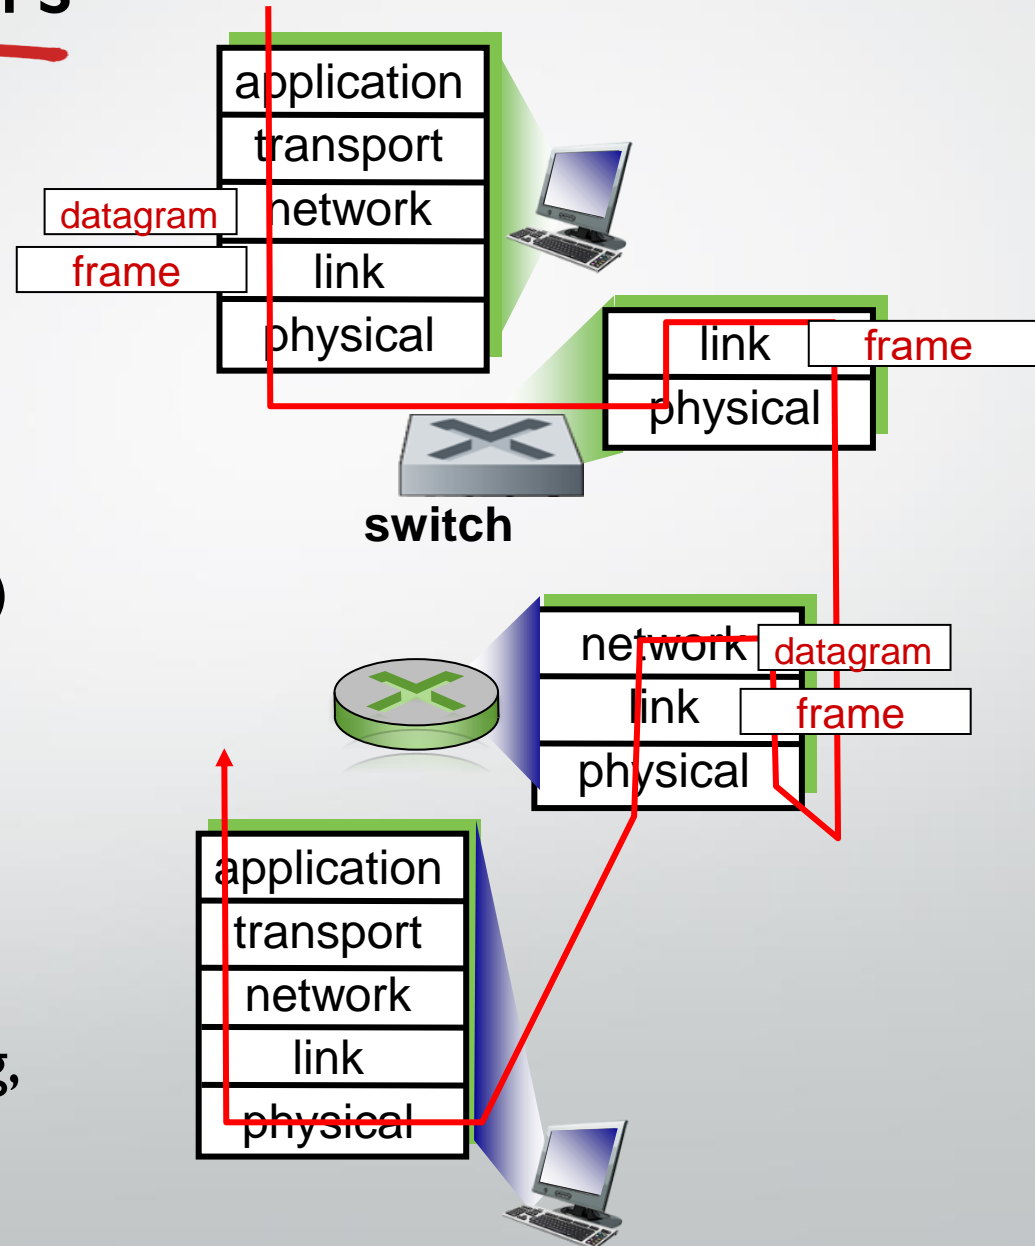 application
transport
datagram network
frame link
physical
link frame
physical
switch
)
network datagram
link frame
physical
application
transport
network
link
g,
physical